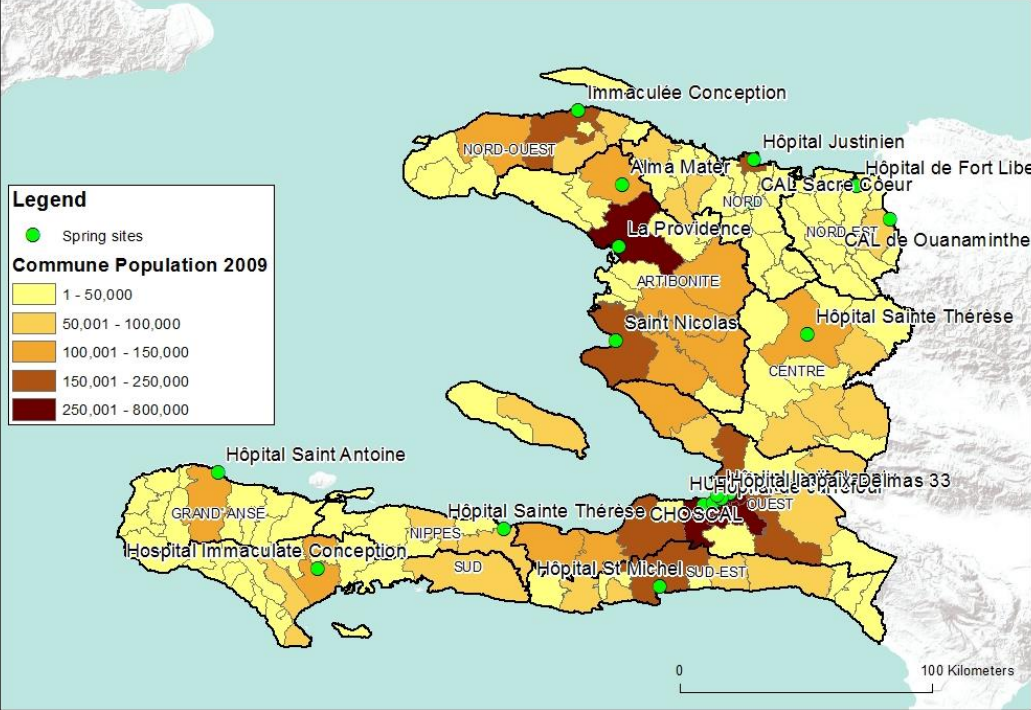 Immaculée Conception
Hôpital Justinien
NORD-OUEST
Alma Mater
Hôpital de Fort Libe
CAL Sacre Coeur
NORD
Legend
Spring sites
Commune Population 2009
1 - 50,000
50,001 - 100,000
100,001 - 150,000
150,001 - 250,000
250,001 - 800,000
La Providence
NORD-EST
CAL de Ouanaminthe
ARTIBONITE
Saint Nicolas
Hôpital Sainte Thérèse
CENTRE
Hôpital Saint Antoine
GRAND-ANSE
Delmas 33
OUEST
Hôpital Sainte Thérèse
CHOSCAL
NIPPES
Hospital Immaculate Conception
SUD
Hôpital St Michel
SUD-EST
0
100 Kilometers